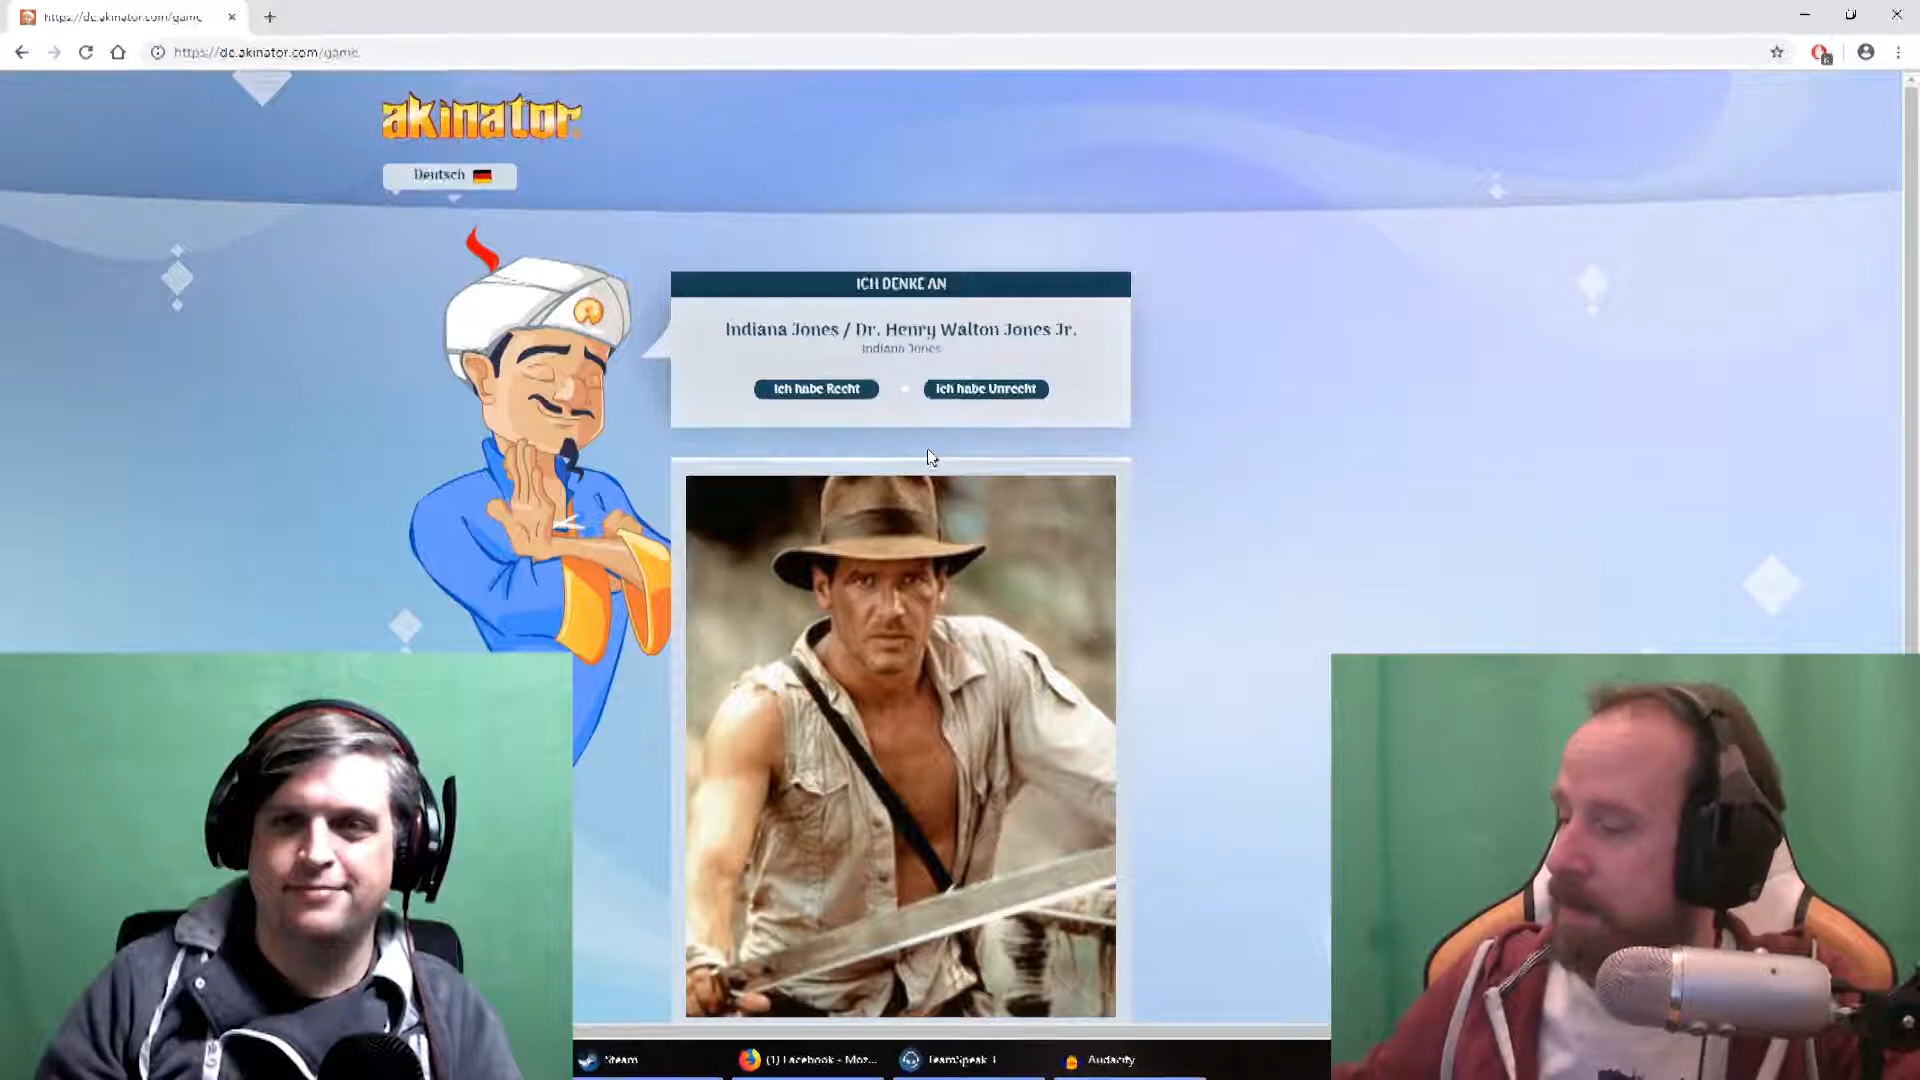 https://de.akinator.com/game
https://de.akinator.com/game
akinator
Deutsch
ICH DENKE AN
Indiana Jones / Dr. Henry Walton Jones Jr.
Indiana Jones
Ich habe Recht
Ich habe Unrecht
Steam
(1) Facebook - Moz...
TeamSpeak 3
Audacity